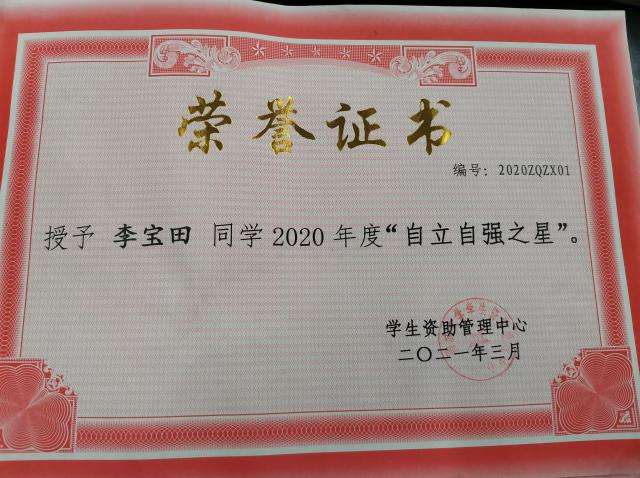 荣誉证书
编号：2020ZQZX01
授予 李宝田 同学2020年度“自立自强之星”。
学生资助管理中心
二〇二一年三月